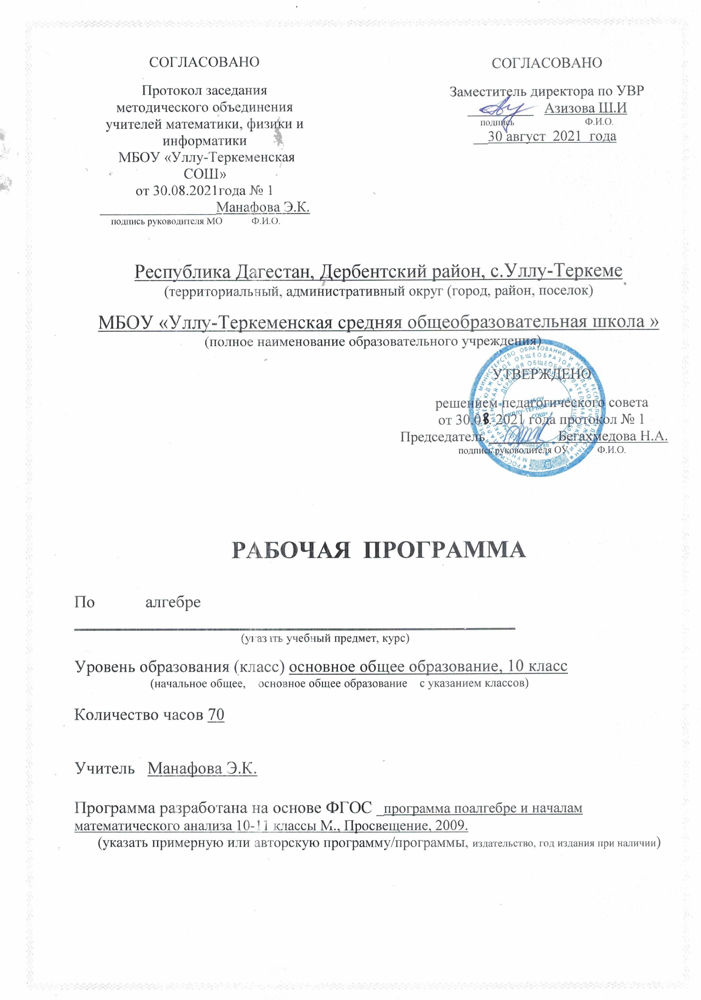 СОГЛАСОВАНО
Протокол заседания
методического объединения
учителей математики, физики и
информатики
МБОУ «Уллу-Теркеменская
СОШ»
от 30.08.2021года № 1
Манафова Э.К.
подпись руководителя МО Ф.И.О.
СОГЛАСОВАНО
Заместитель директора по УВР
Азизова Ш.И
подпись Ф.И.О.
30 август 2021 года
Республика Дагестан, Дербентский район, с.Уллу-Теркеме
(территориальный, административный округ (город, район, поселок)
МБОУ «Уллу-Теркеменская средняя общеобразовательная школа »
(полное наименование образовательного учреждения)
УТВЕРЖДЕНО
решением педагогического совета
от 30.08. 2021 года протокол № 1
Председатель Бегахмедова Н.А.
подпись руководителя ОУ Ф.И.О.
МБОУ
«УЛЛУ-ТЕРКЕМЕНСКАЯ
СОШ»
РАБОЧАЯ ПРОГРАММА
По алгебре
(указать учебный предмет, курс)
Уровень образования (класс) основное общее образование, 10 класс
(начальное общее, основное общее образование с указанием классов)
Количество часов 70
Учитель Манафова Э.К.
Программа разработана на основе ФГОС _программа поалгебре и началам
математического анализа 10-11 классы М., Просвещение, 2009.
(указать примерную или авторскую программу/программы, издательство, год издания при наличии)